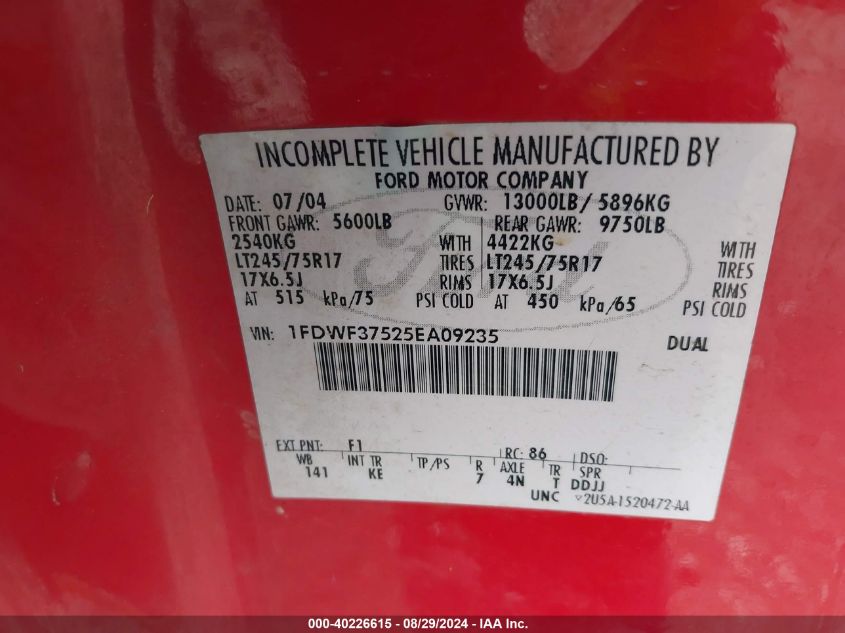 INCOMPLETE VEHICLE MANUFACTURED BY
FORD MOTOR COMPANY
DATE: 07/04 GVWR: 13000LB/ 5896KG
FRONT GAWR: 5600LB REAR GAWR: 9750LB
2540KG WITH 4422KG WITH
LT245/75R17 TIRES LT245/75R17 TIRES
17X6.5J RIMS 17X6.5J RIMS
AT 515 kPa/75 PSI COLD AT 450 kPa/65 PSI COLD
VIN: 1FDWF37525EA09235 DUAL
EXT PNT: F1 RC: 86 DSO:
WB INT TR TP/PS R AXLE TR SPR
141 KE 7 4N T DDJJ
UNC 2U5A-1520472-AA
Ford
000-40226615 / 08/29/2024 - IAA Inc.